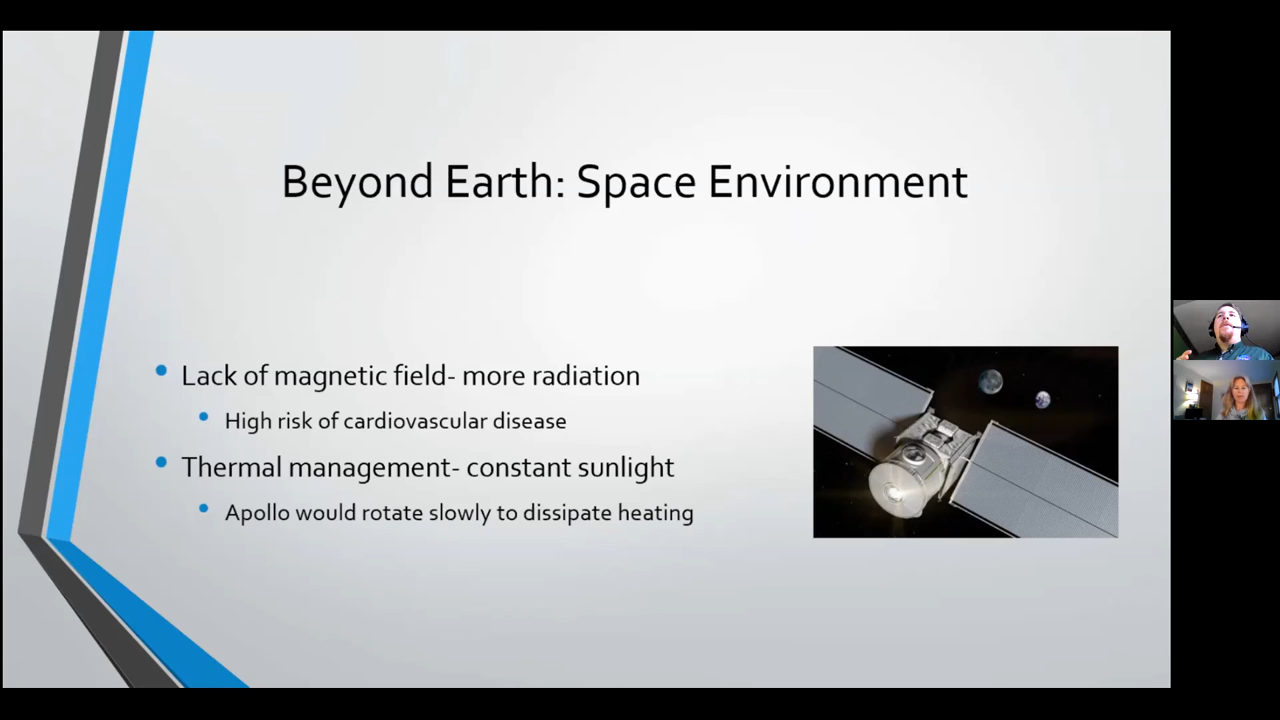 Beyond Earth: Space Environment
Lack of magnetic field- more radiation
High risk of cardiovascular disease
Thermal management- constant sunlight
Apollo would rotate slowly to dissipate heating